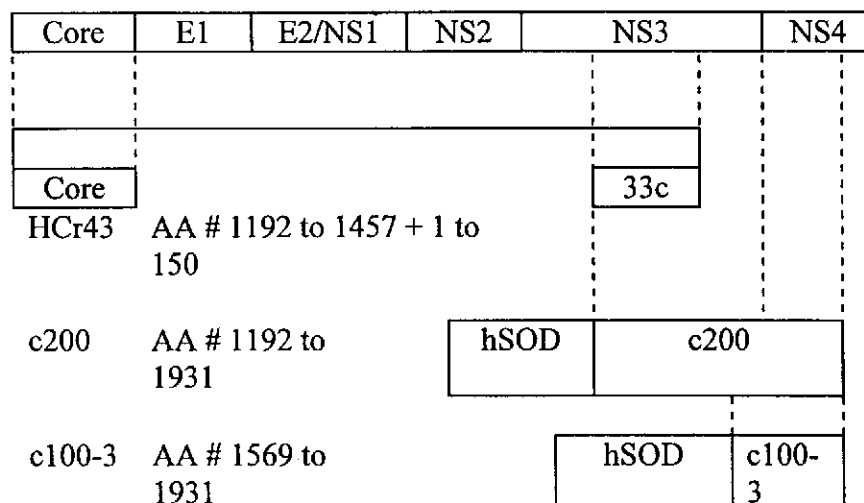 Core E1 E2/NS1 NS2 NS3 NS4
Core 33c
HCr43 AA # 1192 to 1457 + 1 to
150
c200 AA # 1192 to hSOD c200
1931
c100-3 AA # 1569 to hSOD c100-
1931 3